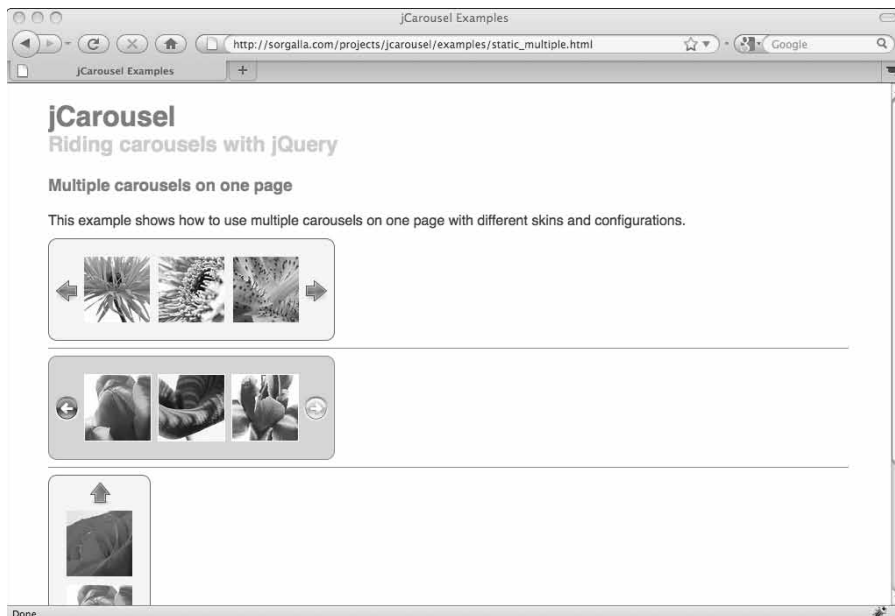 jCarousel Examples
http://sorgalla.com/projects/jcarousel/examples/static_multiple.html
Google
jCarousel Examples
+
jCarousel
Riding carousels with jQuery
Multiple carousels on one page
This example shows how to use multiple carousels on one page with different skins and configurations.
Done